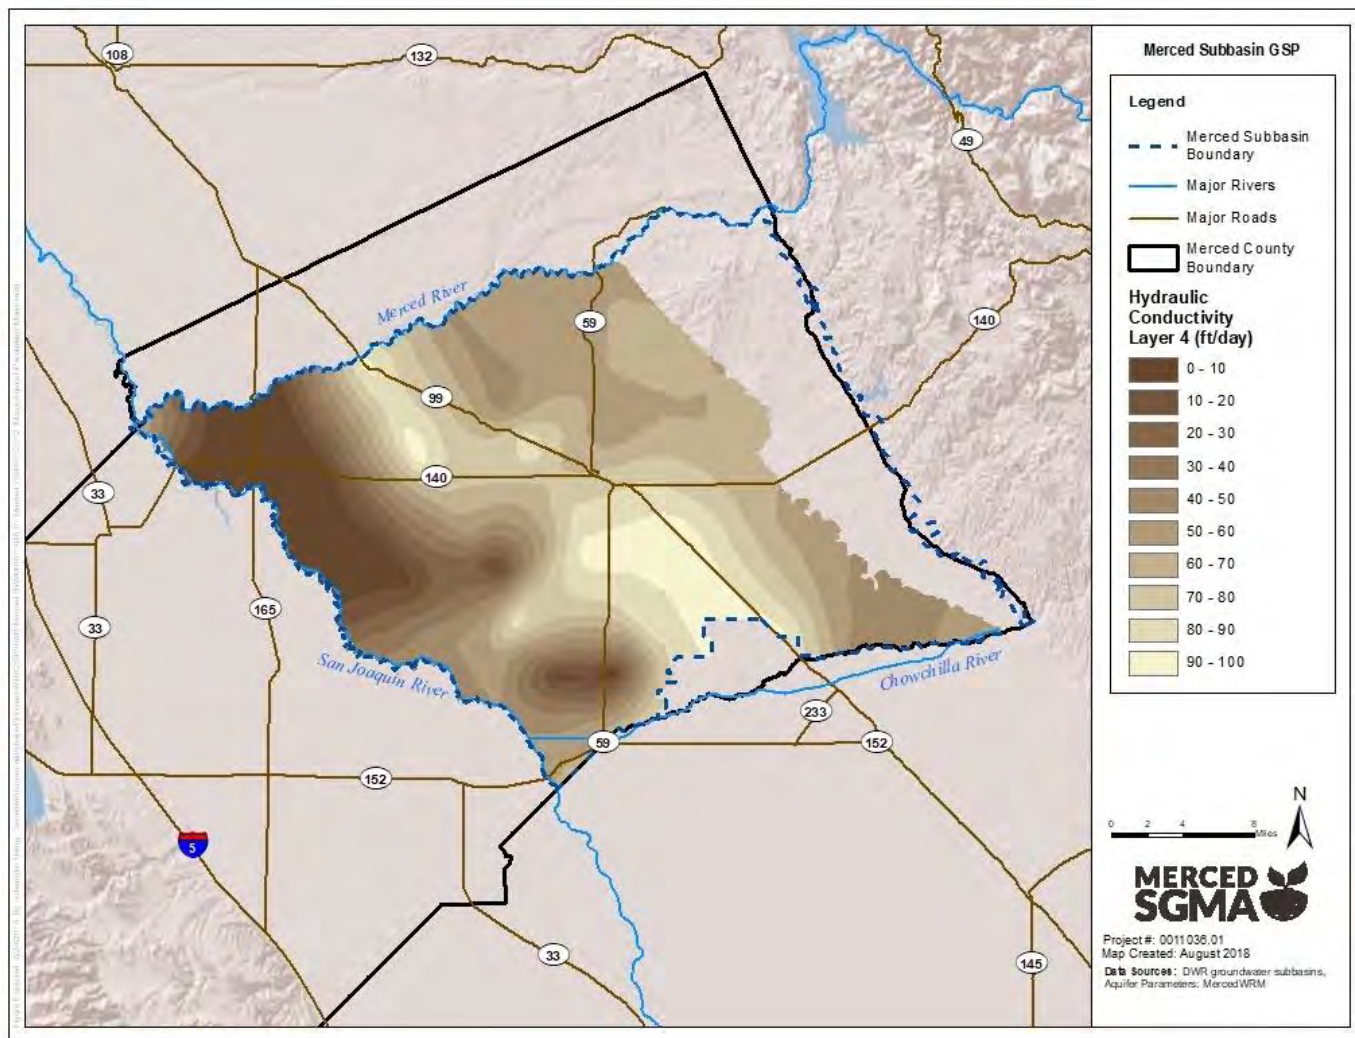 Merced Subbasin GSP
Legend
Merced Subbasin
Boundary
Major Rivers
Major Roads
Merced County
Boundary
Hydraulic
Conductivity
Layer 4 (ft/day)
0 - 10
10 - 20
20 - 30
30 - 40
40 - 50
50 - 60
60 - 70
70 - 80
80 - 90
90 - 100
N
0 2 4 8
Miles
MERCED
SGMA
Project #: 0011036.01
Map Created: August 2018
Data Sources: DWR groundwater subbasins,
Aquifer Parameters: MercedWRM
108
132
49
Merced River
59
140
99
140
33
165
33
San Joaquin River
Chowchilla River
233
59
152
152
5
33
145